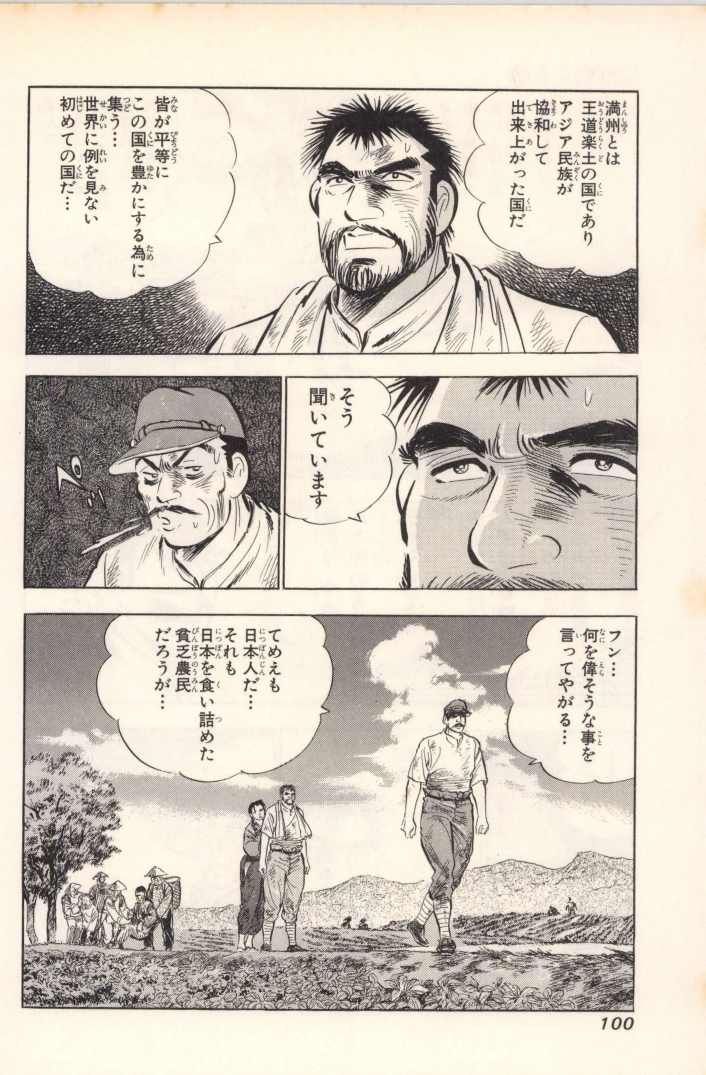 満州とは
王道楽土の国であり
アジア民族が
協和して
出来上がった国だ
皆が平等に
この国を豊かにする為に
集う…
世界に例を見ない
初めての国だ…
そう
聞いています
ペッ
フン…
何を偉そうな事を
言ってやがる…
てめえも
日本人だ…
それも
日本を食い詰めた
貧乏農民
だろうが…
100